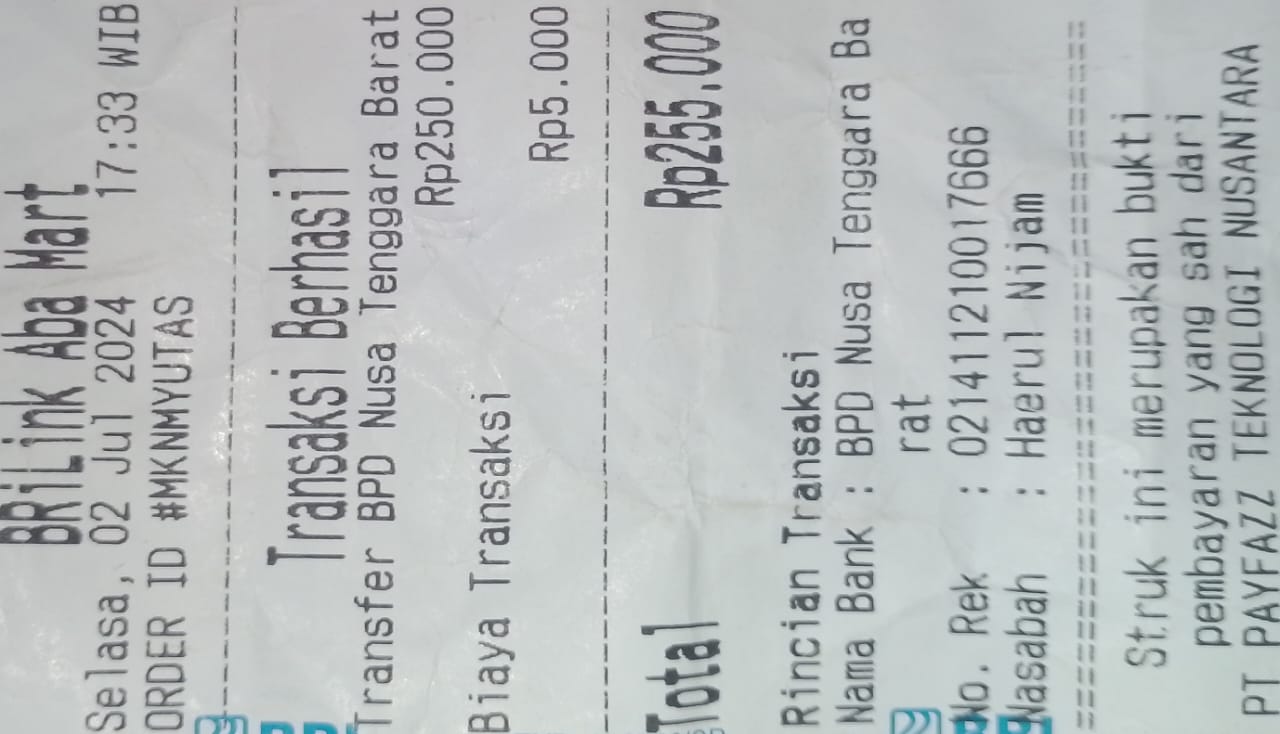 BRiLink Aba Mart
Selasa, 02 Jul 2024 17:33 WIB
ORDER ID #MKNMYUTAS
--------------------------------
Transaksi Berhasil
Transfer BPD Nusa Tenggara Barat
Rp250.000
Biaya Transaksi Rp5.000
--------------------------------
Total Rp255.000
Rincian Transaksi
Nama Bank : BPD Nusa Tenggara Ba
rat
No. Rek : 021411210017666
Nasabah : Haerul Nijam
================================
Struk ini merupakan bukti
pembayaran yang sah dari
PT PAYFAZZ TEKNOLOGI NUSANTARA